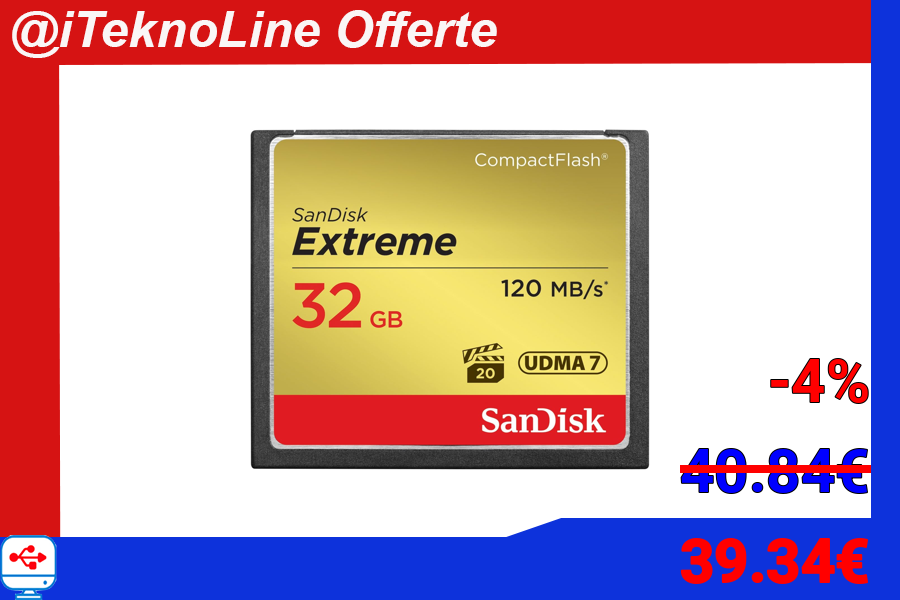 @iTeknoLine Offerte
CompactFlash®
SanDisk
Extreme
120 MB/s*
32 GB
20 UDMA 7
SanDisk
-4%
40.84€
39.34€